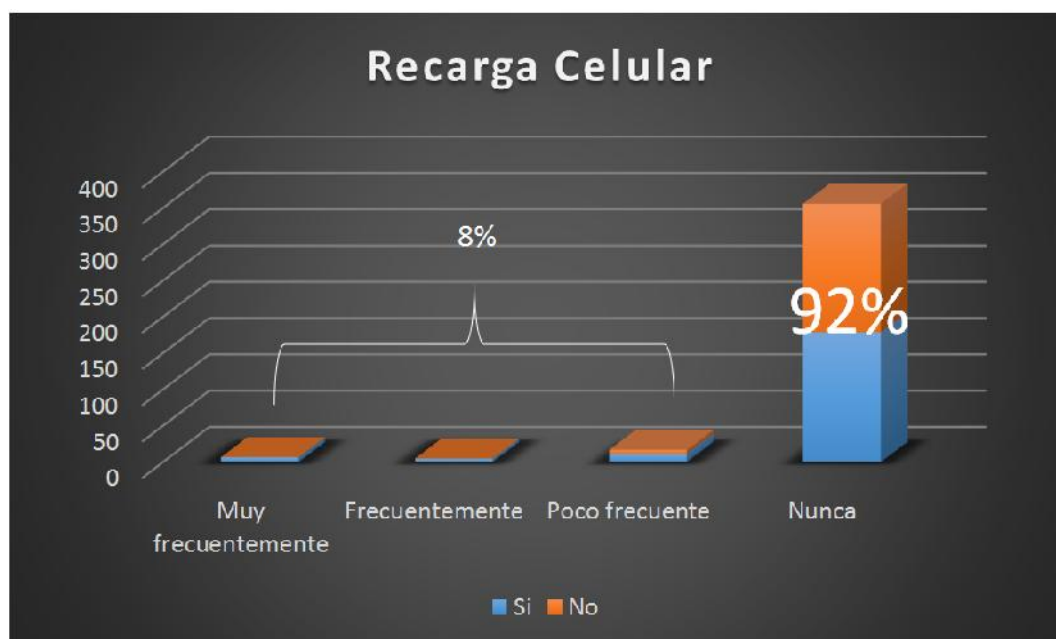 Recarga Celular
400
350
300
250
200
150
100
50
0
8%
92%
Muy
frecuentemente
Frecuentemente
Poco frecuente
Nunca
Si
No